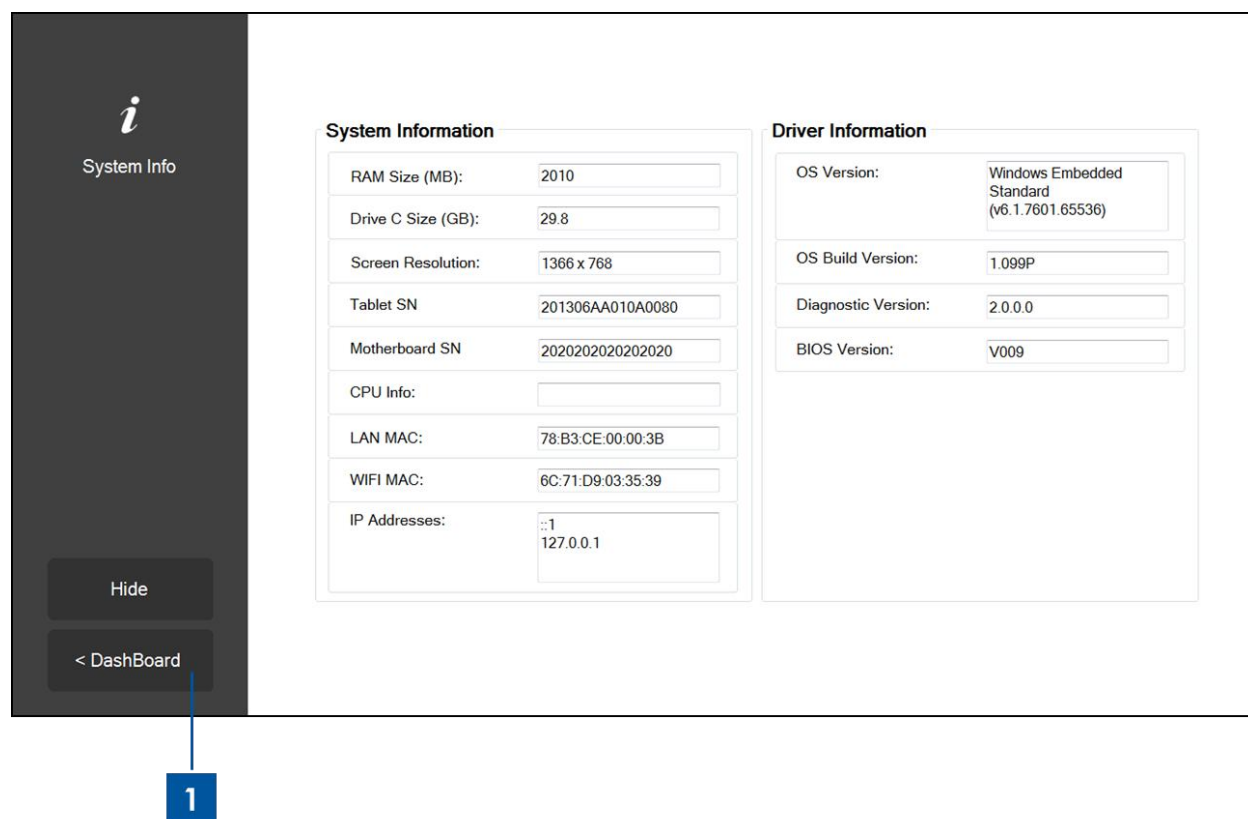 i
System Info
Hide
< DashBoard
1
System Information
RAM Size (MB): 2010
Drive C Size (GB): 29.8
Screen Resolution: 1366 x 768
Tablet SN 201306AA010A0080
Motherboard SN 2020202020202020
CPU Info:
LAN MAC: 78:B3:CE:00:00:3B
WIFI MAC: 6C:71:D9:03:35:39
IP Addresses: ::1
127.0.0.1
Driver Information
OS Version: Windows Embedded
Standard
(v6.1.7601.65536)
OS Build Version: 1.099P
Diagnostic Version: 2.0.0.0
BIOS Version: V009